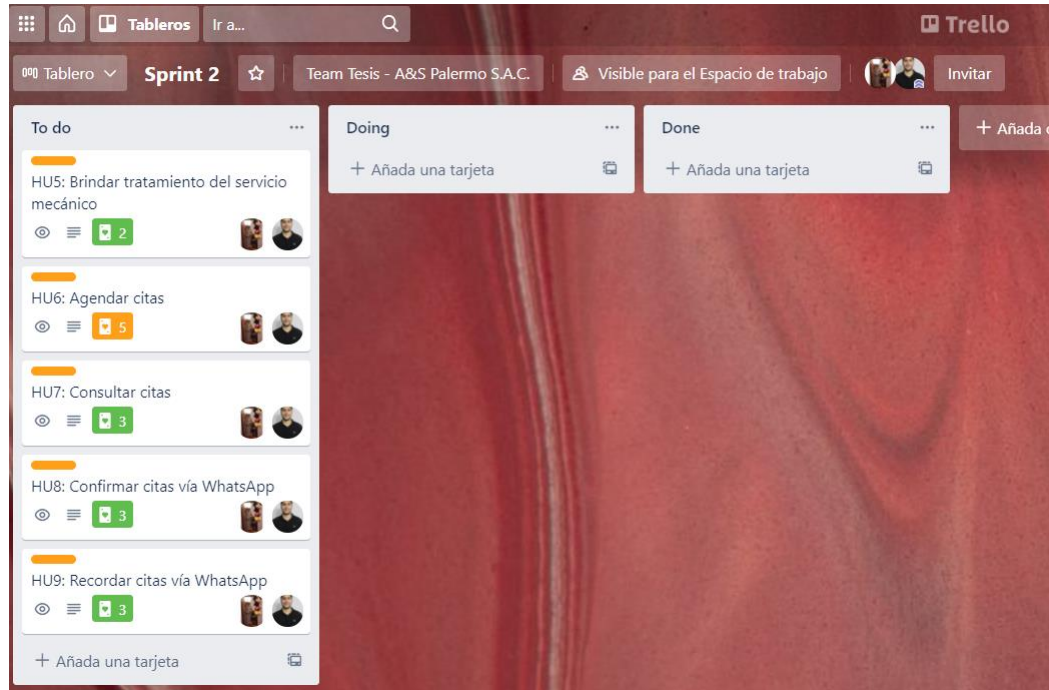 Tableros
Ir a...
Trello
Tablero
Sprint 2
Team Tesis - A&S Palermo S.A.C.
Visible para el Espacio de trabajo
Invitar
To do
HU5: Brindar tratamiento del servicio
mecánico
2
HU6: Agendar citas
5
HU7: Consultar citas
3
HU8: Confirmar citas vía WhatsApp
3
HU9: Recordar citas vía WhatsApp
3
+ Añada una tarjeta
Doing
+ Añada una tarjeta
Done
+ Añada una tarjeta
+ Añada